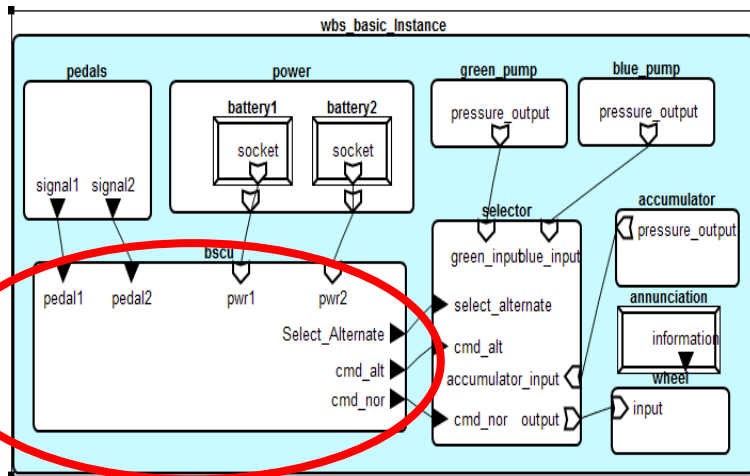 wbs_basic_Instance
pedals
signal1 signal2
power
battery1 battery2
socket socket
green_pump
pressure_output
blue_pump
pressure_output
bscu
pedal1 pedal2 pwr1 pwr2
Select_Alternate
cmd_alt
cmd_nor
selector
green_input blue_input
select_alternate
cmd_alt
accumulator_input
cmd_nor output
accumulator
pressure_output
annunciation
information
wheel
input